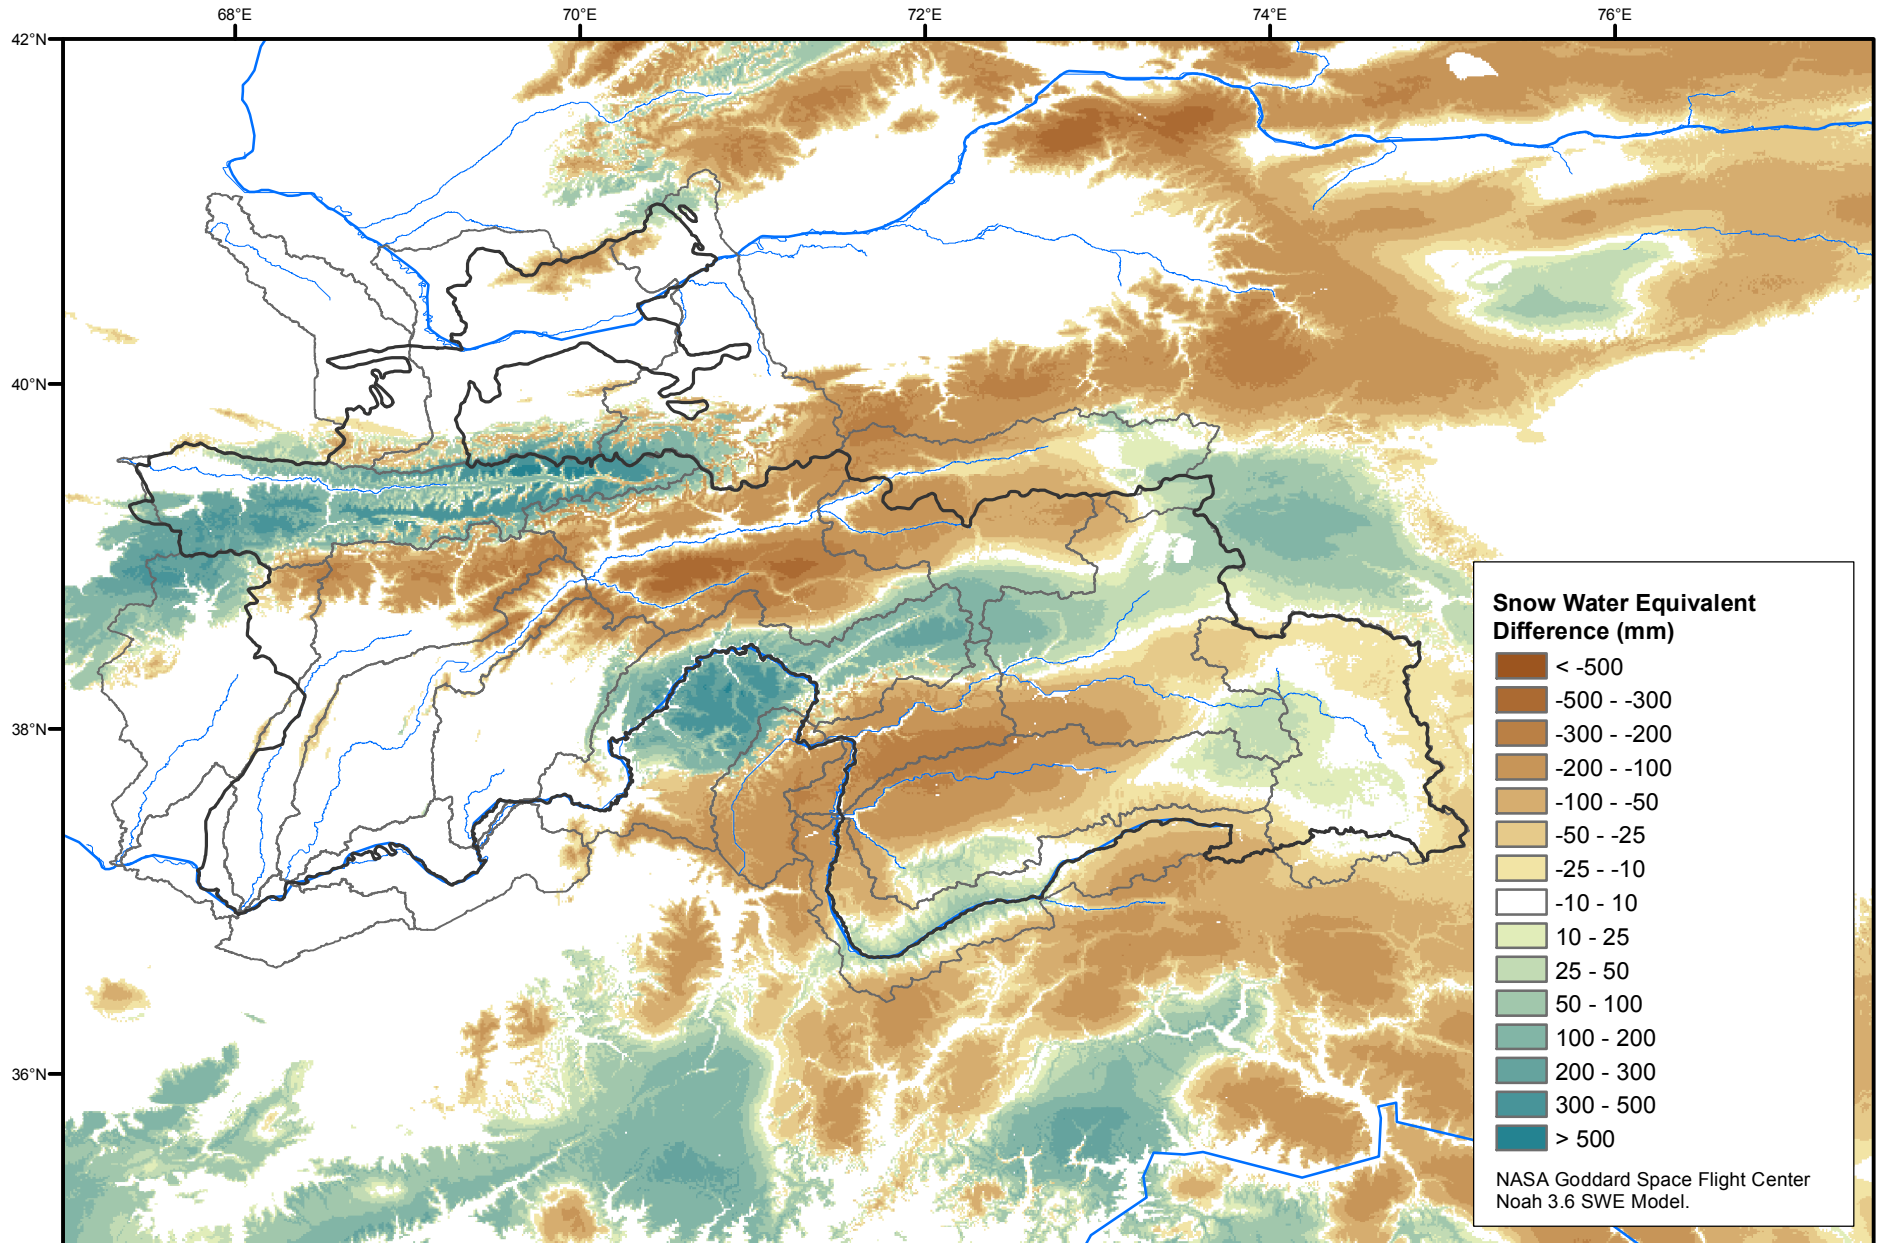 68°E 70°E 72°E 74°E 76°E
42°N
40°N
38°N
36°N
Snow Water Equivalent
Difference (mm)
< -500
-500 - -300
-300 - -200
-200 - -100
-100 - -50
-50 - -25
-25 - -10
-10 - 10
10 - 25
25 - 50
50 - 100
100 - 200
200 - 300
300 - 500
> 500
NASA Goddard Space Flight Center
Noah 3.6 SWE Model.